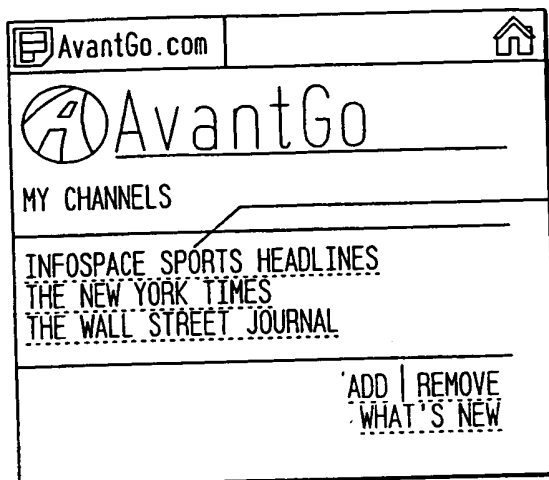 AvantGo.com
AvantGo
MY CHANNELS
INFOSPACE SPORTS HEADLINES
THE NEW YORK TIMES
THE WALL STREET JOURNAL
ADD | REMOVE
WHAT'S NEW